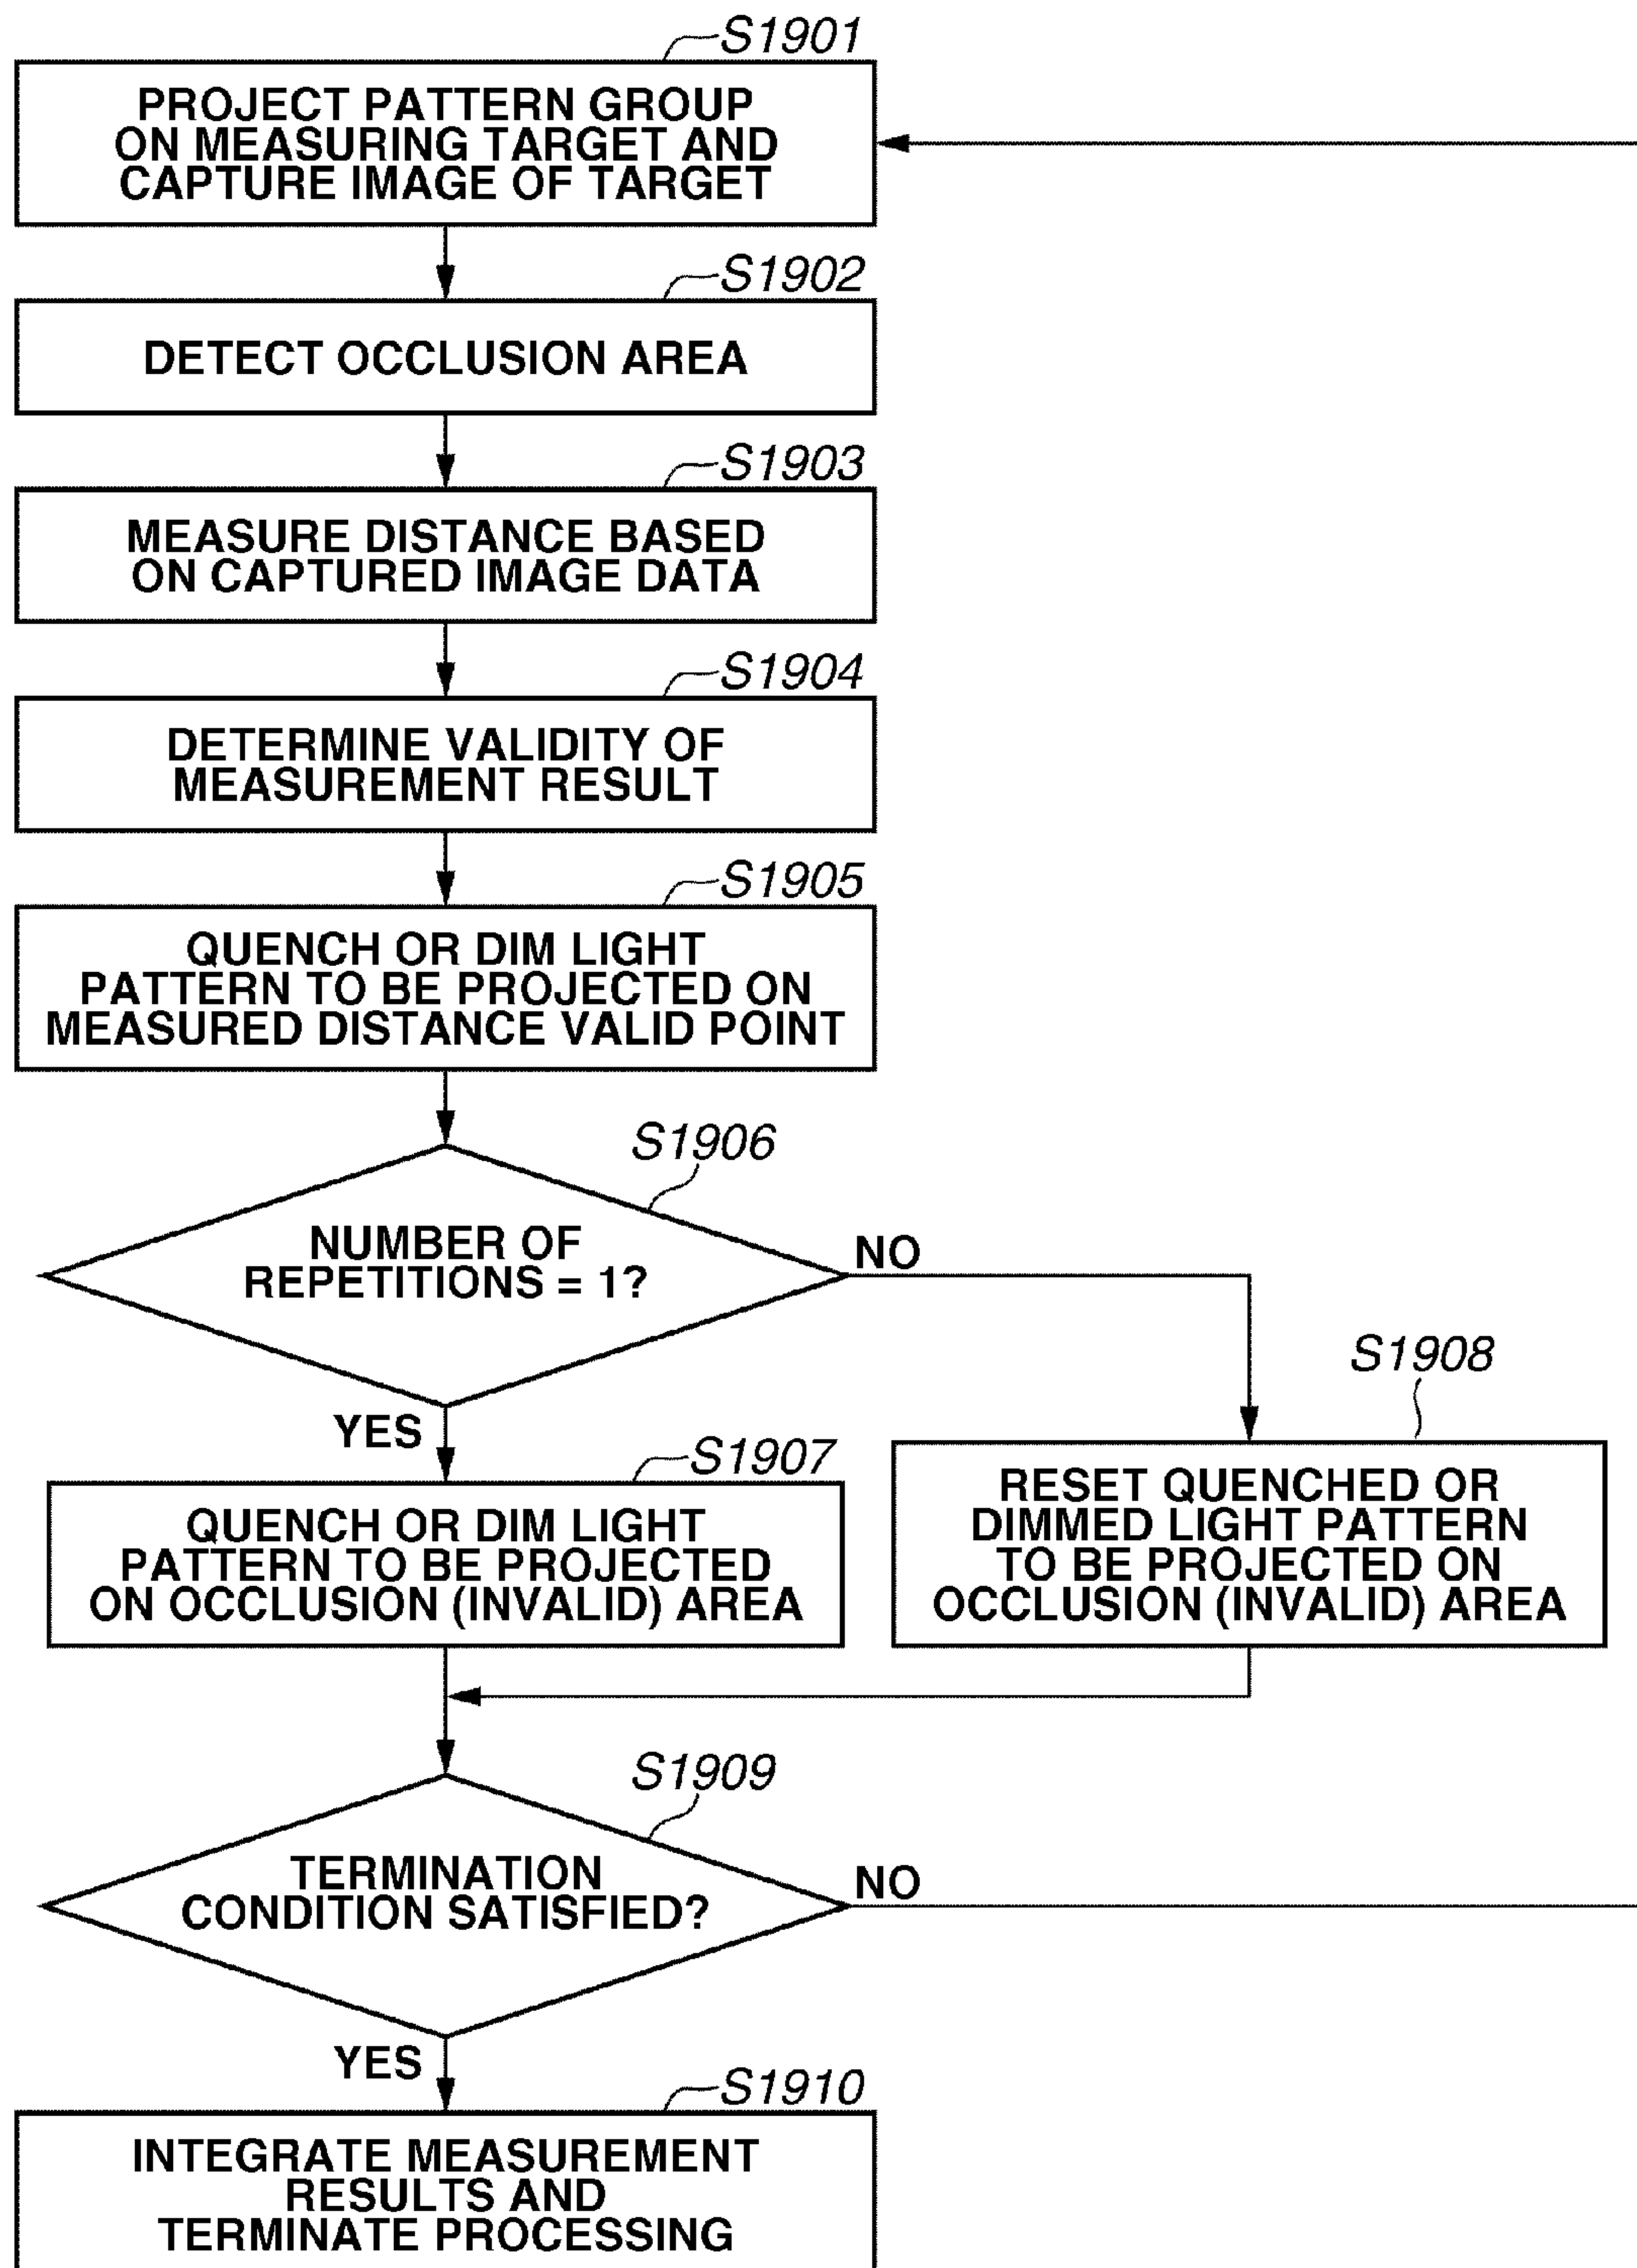 S1901
PROJECT PATTERN GROUP
ON MEASURING TARGET AND
CAPTURE IMAGE OF TARGET
S1902
DETECT OCCLUSION AREA
S1903
MEASURE DISTANCE BASED
ON CAPTURED IMAGE DATA
S1904
DETERMINE VALIDITY OF
MEASUREMENT RESULT
S1905
QUENCH OR DIM LIGHT
PATTERN TO BE PROJECTED ON
MEASURED DISTANCE VALID POINT
S1906
NUMBER OF
REPETITIONS = 1?
NO
YES
S1907
QUENCH OR DIM LIGHT
PATTERN TO BE PROJECTED
ON OCCLUSION (INVALID) AREA
S1908
RESET QUENCHED OR
DIMMED LIGHT PATTERN
TO BE PROJECTED ON
OCCLUSION (INVALID) AREA
S1909
TERMINATION
CONDITION SATISFIED?
NO
YES
S1910
INTEGRATE MEASUREMENT
RESULTS AND
TERMINATE PROCESSING